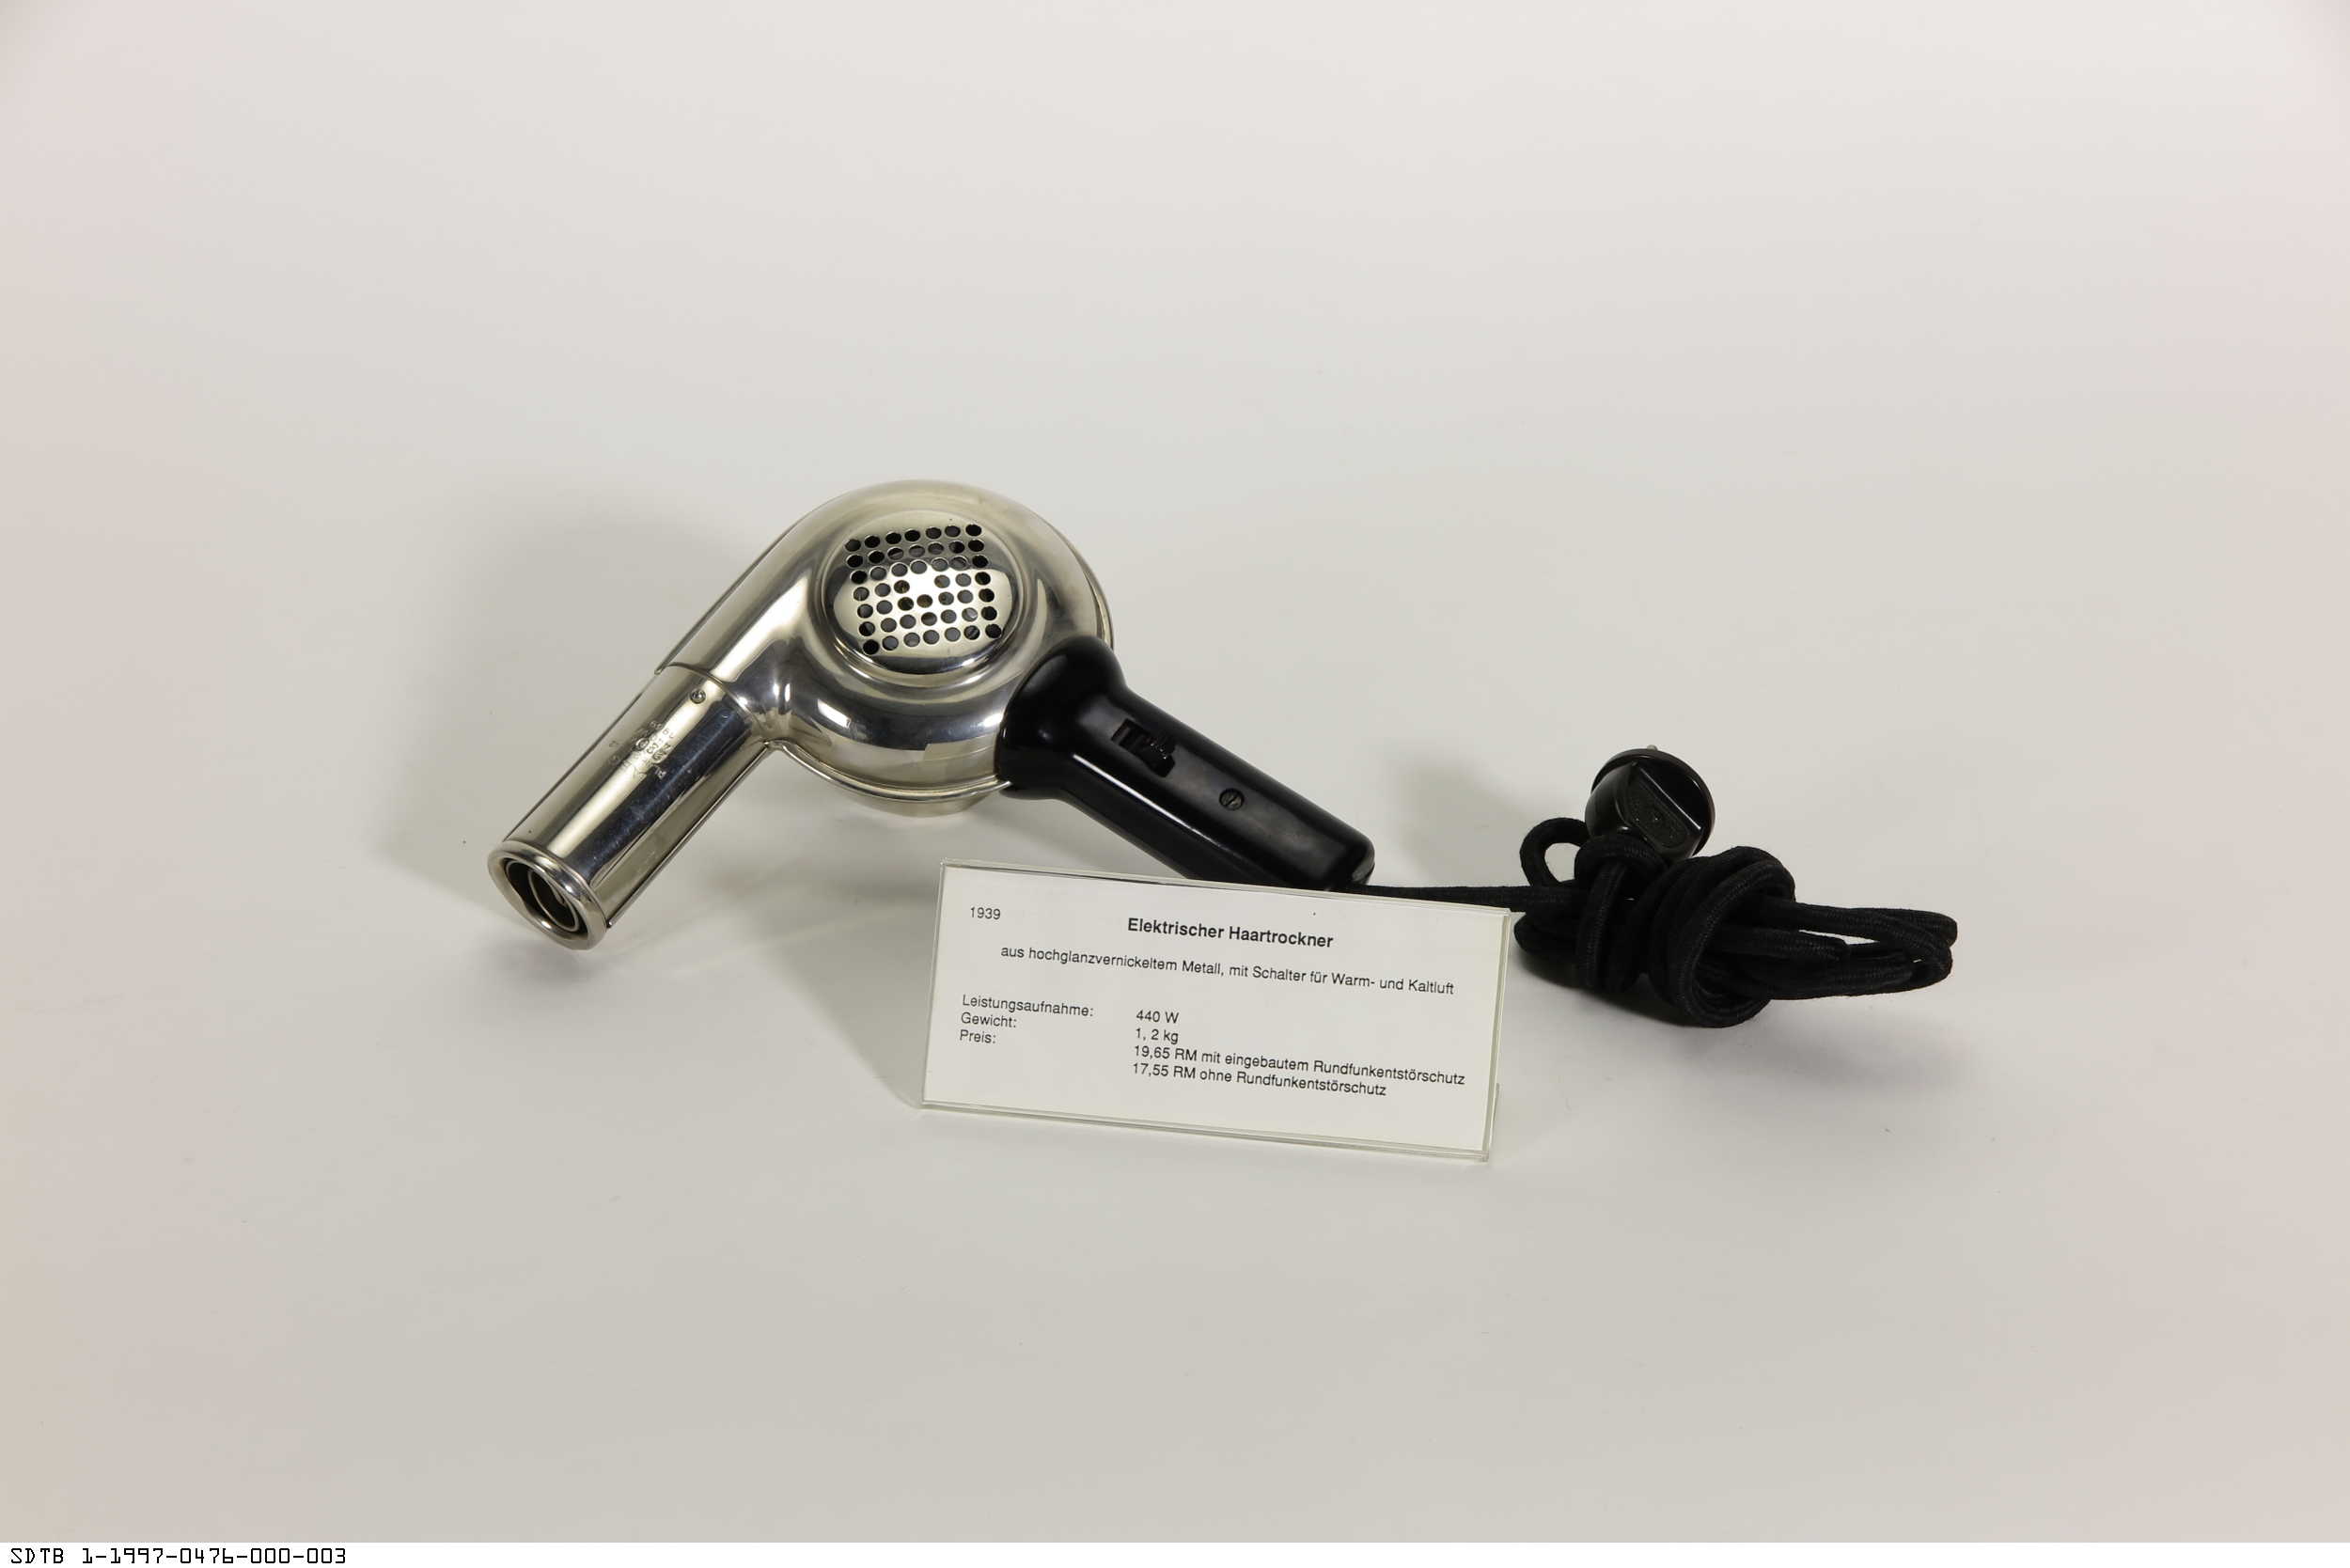 1939
Elektrischer Haartrockner
aus hochglanzvernickeltem Metall, mit Schalter für Warm- und Kaltluft
Leistungsaufnahme: 440 W
Gewicht: 1, 2 kg
Preis: 19,65 RM mit eingebautem Rundfunkentstörschutz
17,55 RM ohne Rundfunkentstörschutz
SDTB 1-1997-0476-000-003